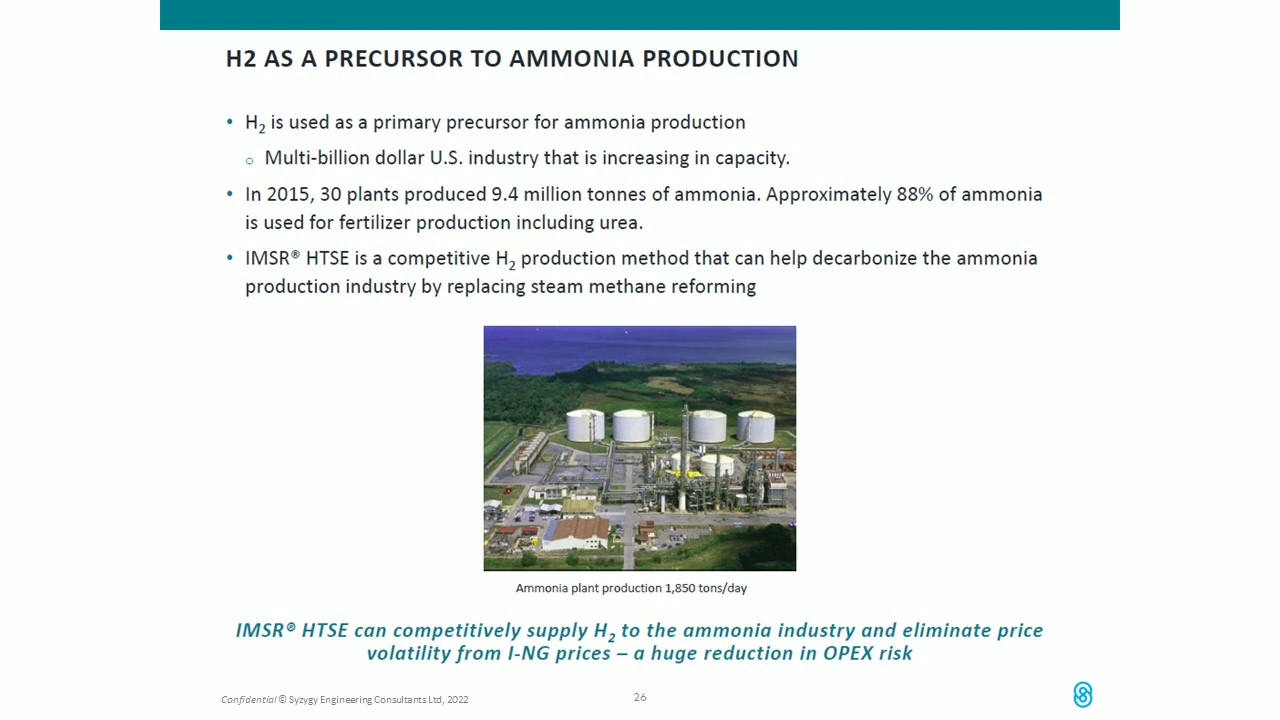 H2 AS A PRECURSOR TO AMMONIA PRODUCTION
• H₂ is used as a primary precursor for ammonia production
○ Multi-billion dollar U.S. industry that is increasing in capacity.
• In 2015, 30 plants produced 9.4 million tonnes of ammonia. Approximately 88% of ammonia
is used for fertilizer production including urea.
• IMSR® HTSE is a competitive H₂ production method that can help decarbonize the ammonia
production industry by replacing steam methane reforming
Ammonia plant production 1,850 tons/day
IMSR® HTSE can competitively supply H₂ to the ammonia industry and eliminate price
volatility from I-NG prices – a huge reduction in OPEX risk
Confidential © Syzygy Engineering Consultants Ltd, 2022
26